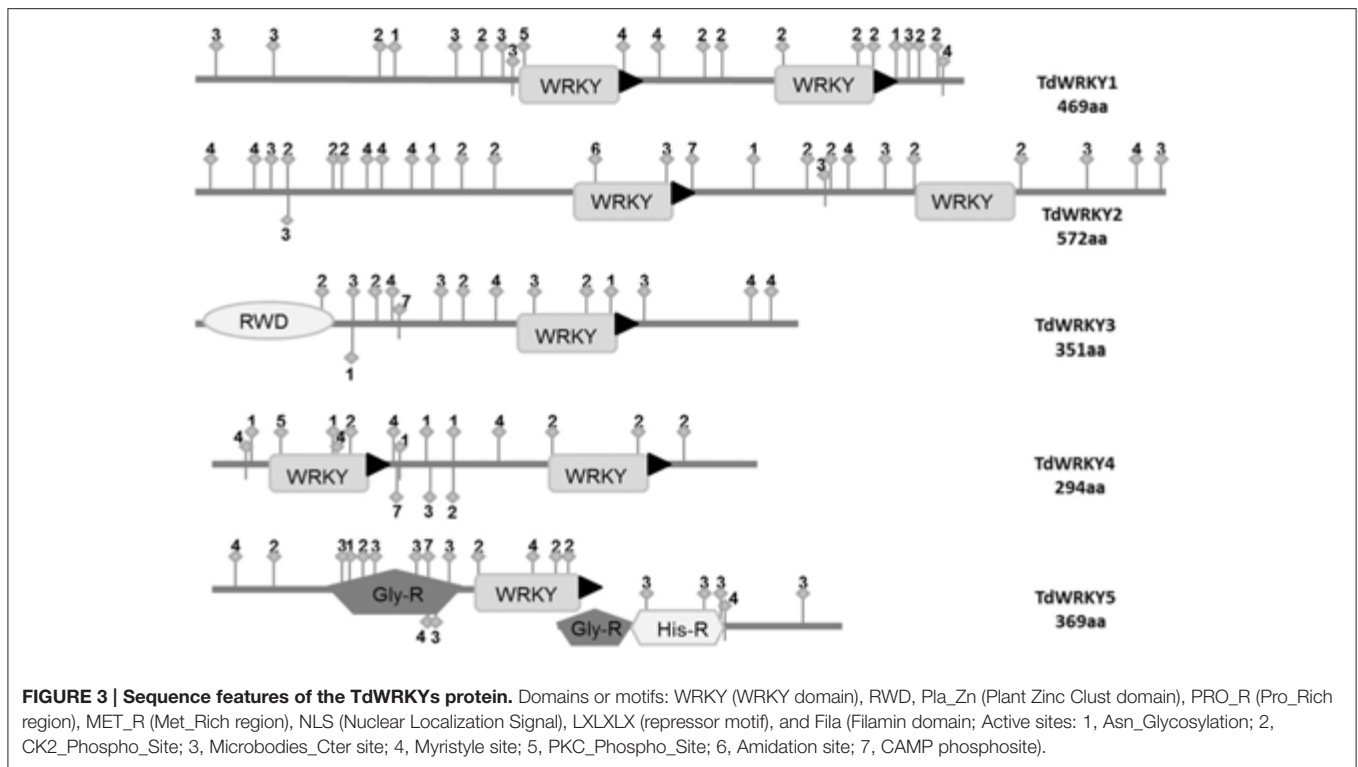 3 3 2 1 3 2 3 3 5 4 4 2 2 2 2 2 1 3 2 2 4
WRKY WRKY
TdWRKY1
469aa
4 4 3 2 2 2 4 4 4 1 2 2 6 3 7 1 2 3 2 4 3 2 2 3 4 3
WRKY WRKY
3
TdWRKY2
572aa
2 3 2 4 7 3 2 4 3 2 1 3 4 4
RWD WRKY
1
TdWRKY3
351aa
4 1 5 1 4 2 4 1 1 1 4 2 2 2
WRKY WRKY
7 3 2
TdWRKY4
294aa
4 2 3 1 2 3 3 7 3 2 4 2 2
Gly-R WRKY
3 3 3 4 3
4 3
Gly-R His-R
TdWRKY5
369aa
FIGURE 3 | Sequence features of the TdWRKYs protein. Domains or motifs: WRKY (WRKY domain), RWD, Pla_Zn (Plant Zinc Clust domain), PRO_R (Pro_Rich
region), MET_R (Met_Rich region), NLS (Nuclear Localization Signal), LXLXLX (repressor motif), and Fila (Filamin domain; Active sites: 1, Asn_Glycosylation; 2,
CK2_Phospho_Site; 3, Microbodies_Cter site; 4, Myristyle site; 5, PKC_Phospho_Site; 6, Amidation site; 7, CAMP phosphosite).